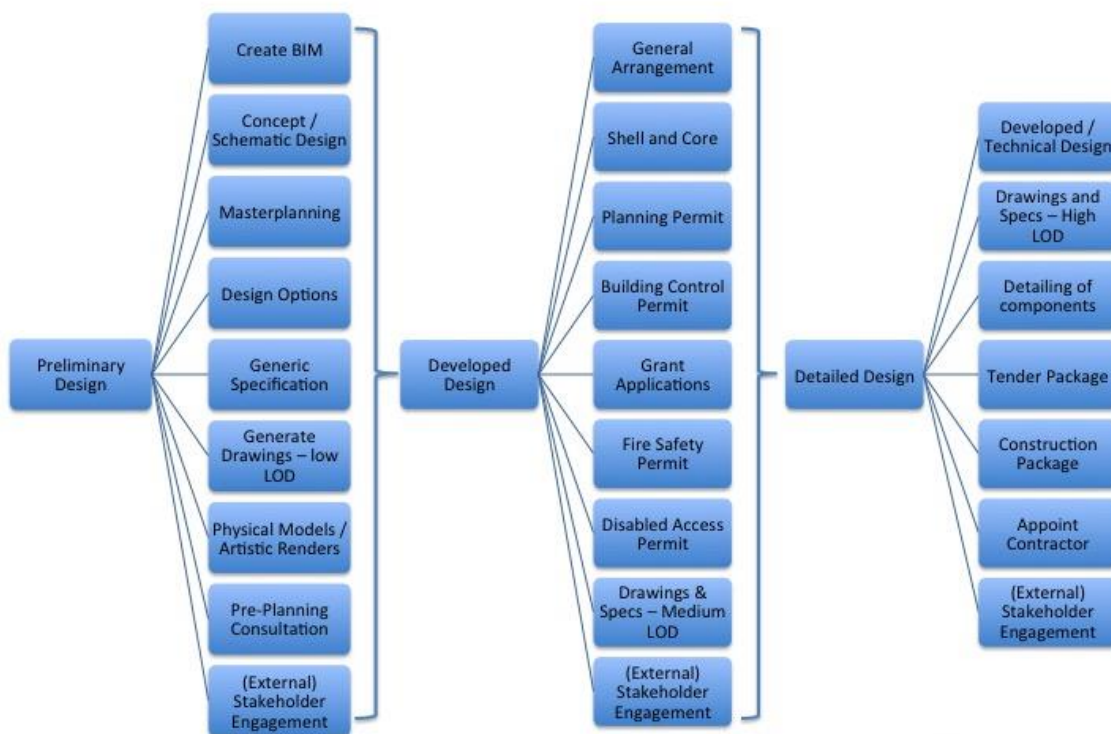 Preliminary
Design
Create BIM
Concept /
Schematic Design
Masterplanning
Design Options
Generic
Specification
Generate
Drawings – low
LOD
Physical Models /
Artistic Renders
Pre-Planning
Consultation
(External)
Stakeholder
Engagement
Developed
Design
General
Arrangement
Shell and Core
Planning Permit
Building Control
Permit
Grant
Applications
Fire Safety
Permit
Disabled Access
Permit
Drawings &
Specs – Medium
LOD
(External)
Stakeholder
Engagement
Detailed Design
Developed /
Technical Design
Drawings and
Specs – High
LOD
Detailing of
components
Tender Package
Construction
Package
Appoint
Contractor
(External)
Stakeholder
Engagement